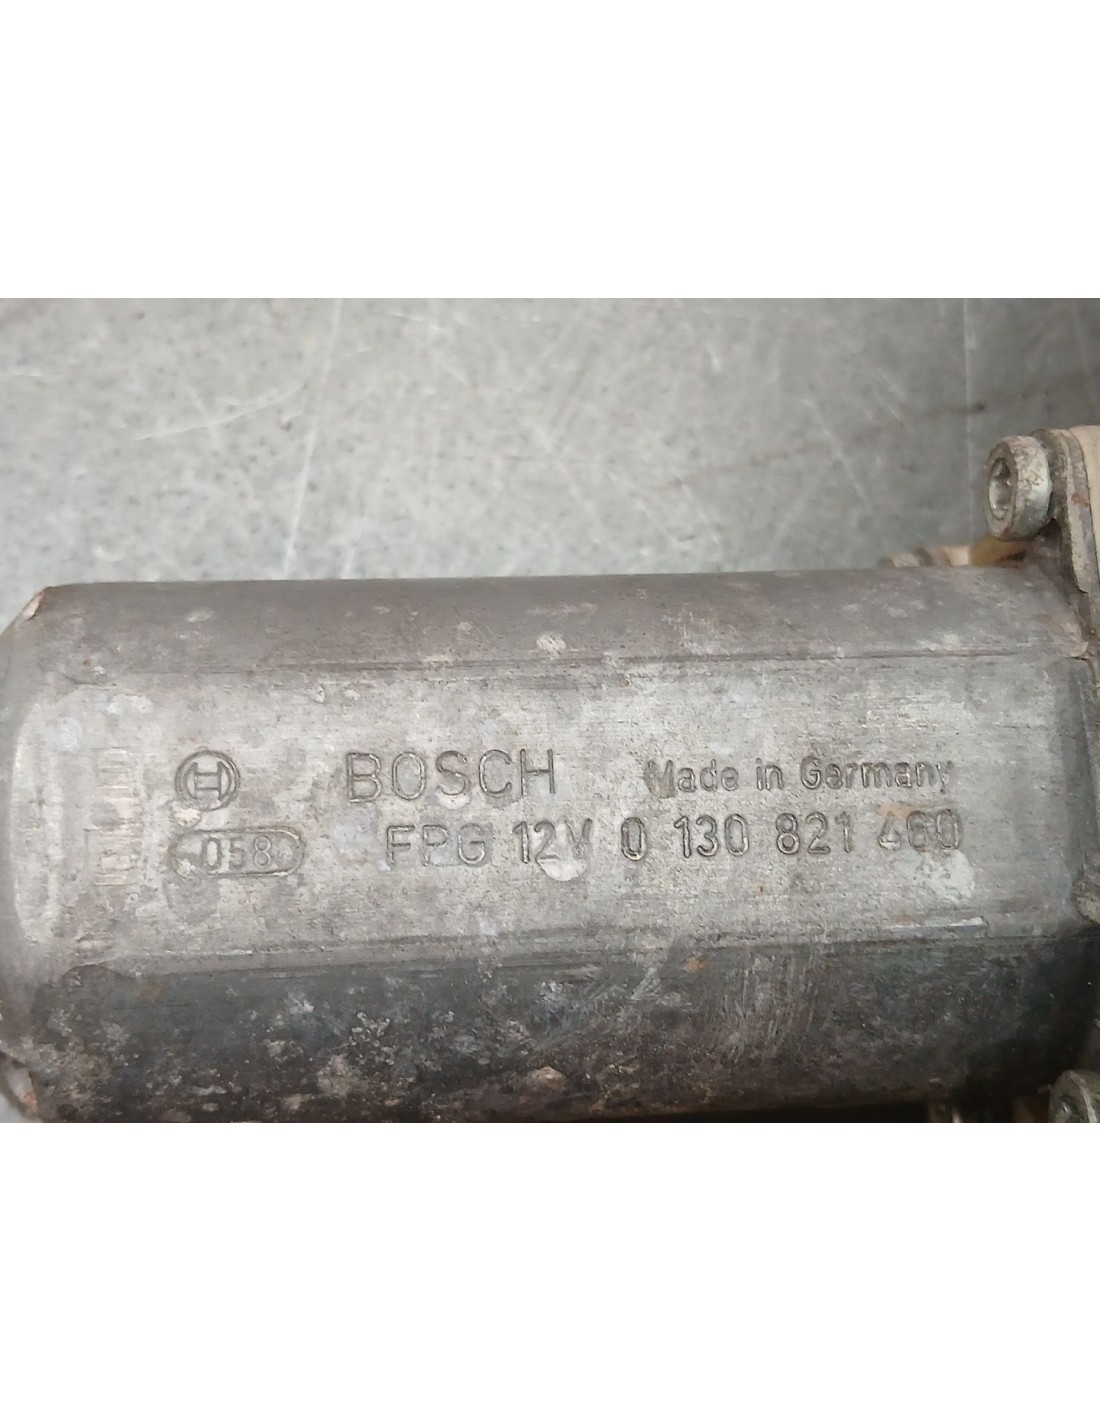 BOSCH Made in Germany
058 FPG 12V 0 130 821 460